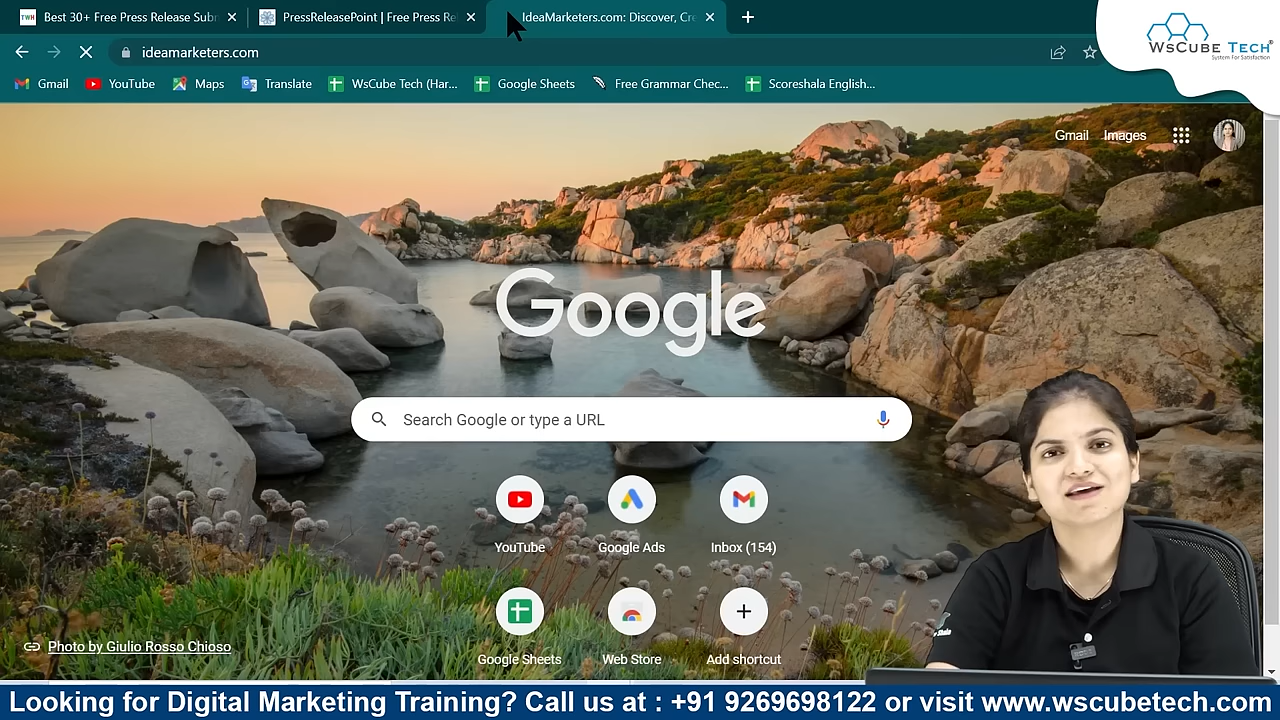 TWH Best 30+ Free Press Release Subm
PressReleasePoint | Free Press Re
IdeaMarketers.com: Discover, Cre
ideamarketers.com
WsCube Tech®
System For Satisfaction
Gmail YouTube Maps Translate WsCube Tech (Har... Google Sheets Free Grammar Chec... Scoreshala English...
Gmail Images
Google
Search Google or type a URL
YouTube Google Ads Inbox (154)
Google Sheets Web Store Add shortcut
Photo by Giulio Rosso Chioso
Looking for Digital Marketing Training? Call us at : +91 9269698122 or visit www.wscubetech.com